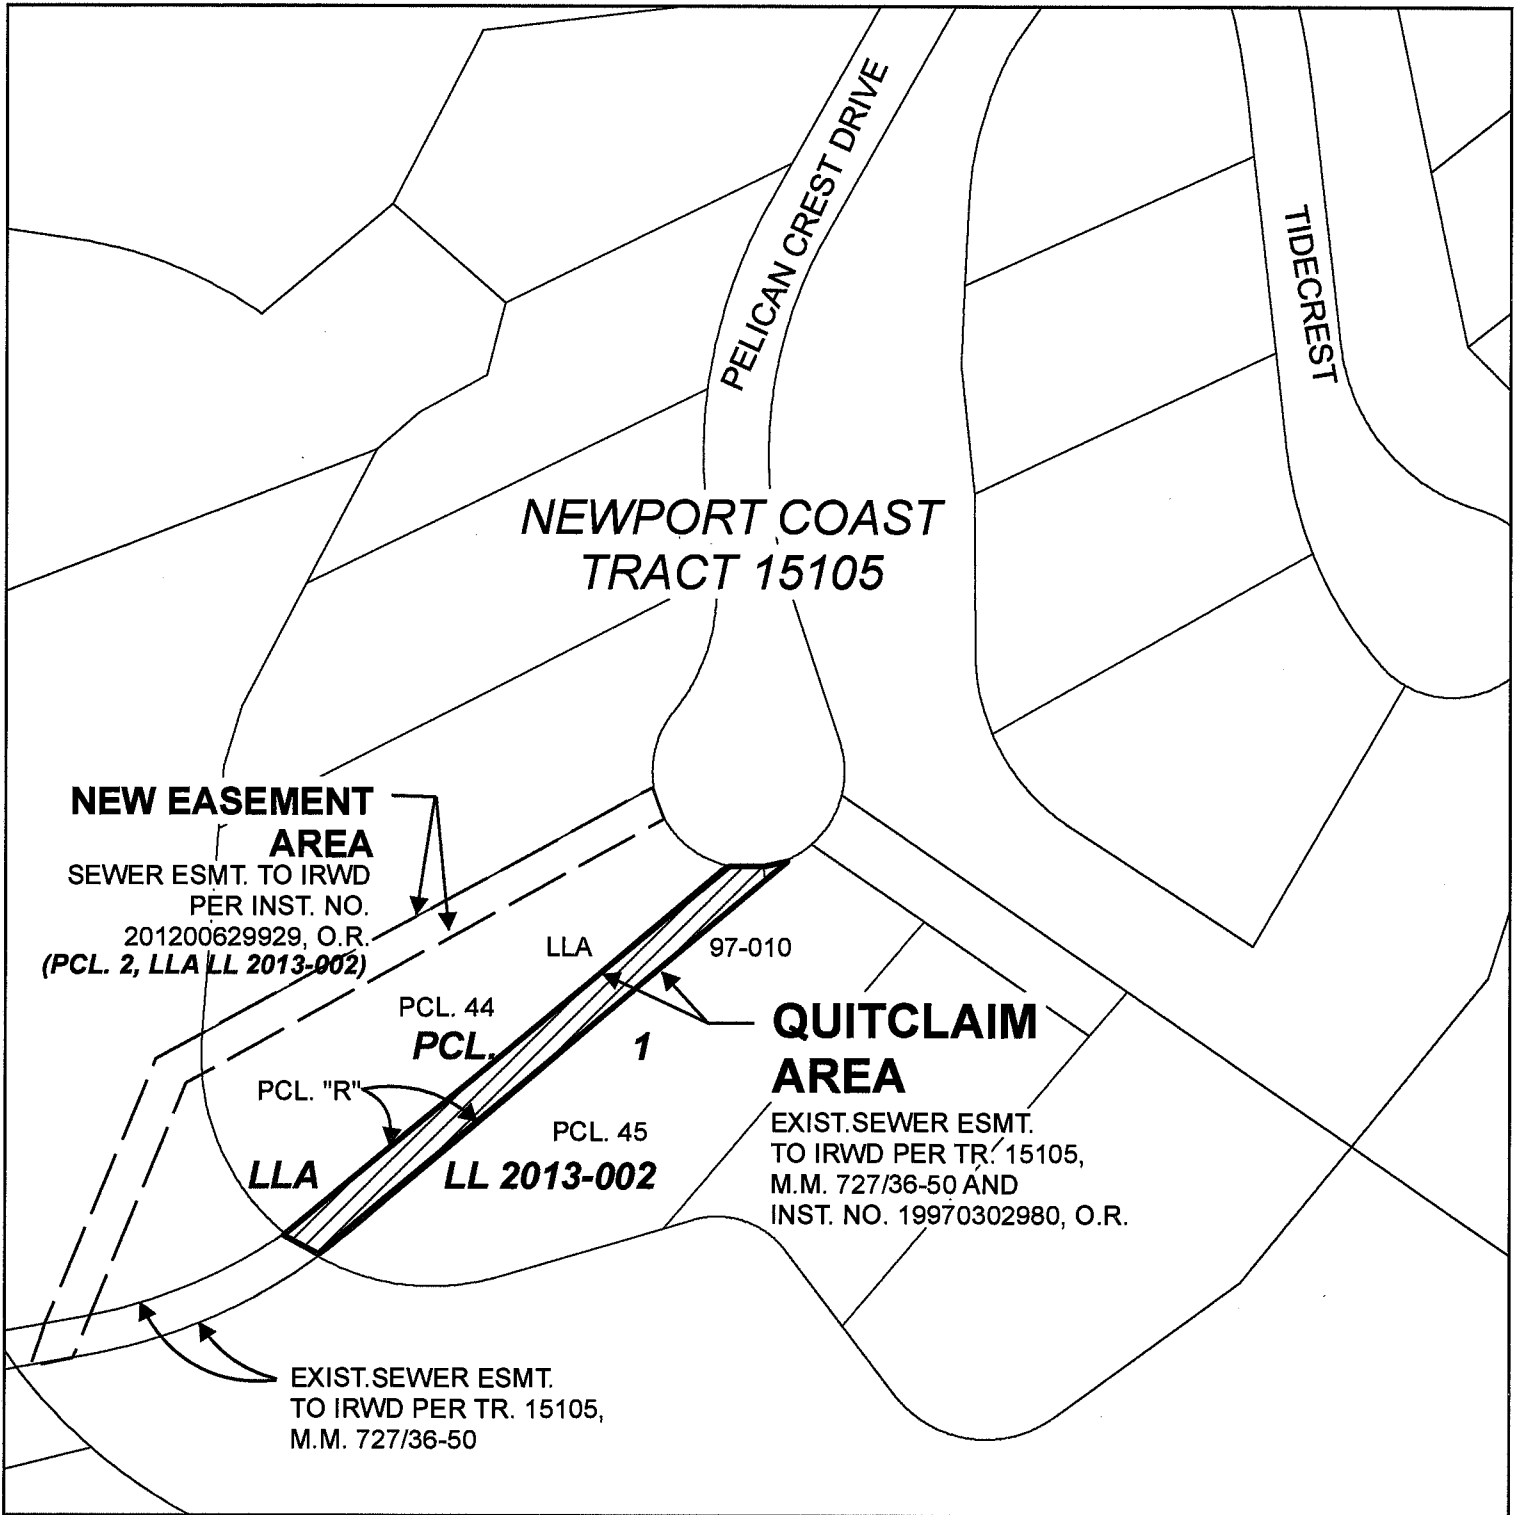 PELICAN CREST DRIVE
TIDECREST
NEWPORT COAST
TRACT 15105
NEW EASEMENT
AREA
SEWER ESMT. TO IRWD
PER INST. NO.
201200629929, O.R.
(PCL. 2, LLA LL 2013-002)
LLA
97-010
PCL. 44
PCL.
1
PCL. "R"
PCL. 45
LLA
LL 2013-002
QUITCLAIM
AREA
EXIST.SEWER ESMT.
TO IRWD PER TR. 15105,
M.M. 727/36-50 AND
INST. NO. 19970302980, O.R.
EXIST.SEWER ESMT.
TO IRWD PER TR. 15105,
M.M. 727/36-50